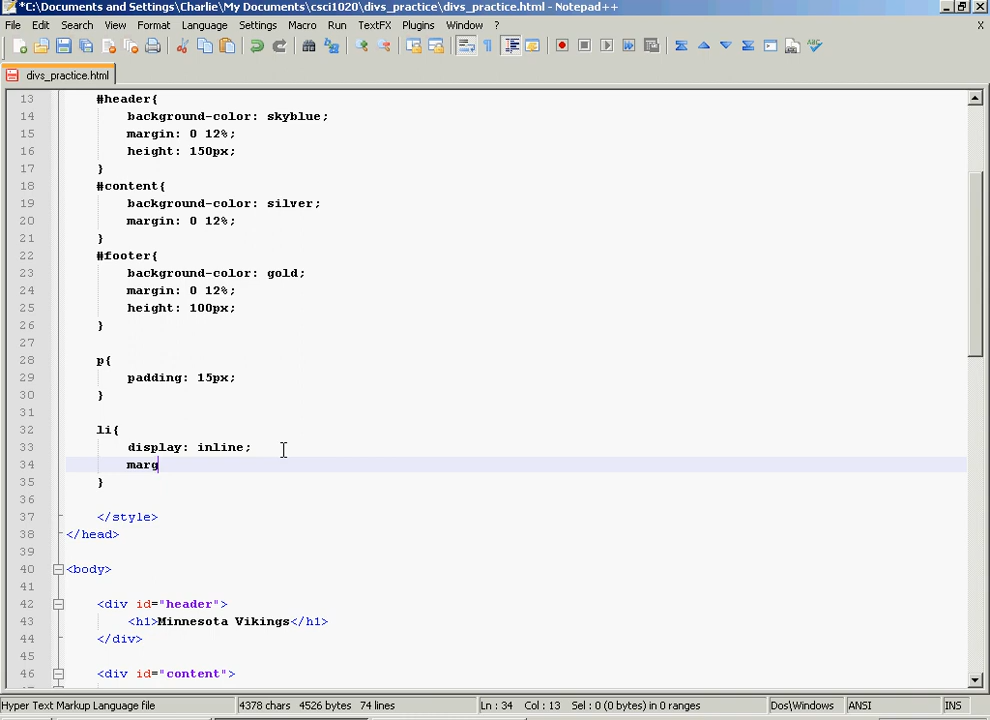 *C:\Documents and Settings\Charlie\My Documents\csci1020\divs_practice\divs_practice.html - Notepad++
File Edit Search View Format Language Settings Macro Run TextFX Plugins Window ? X
divs_practice.html
13 #header{
14 background-color: skyblue;
15 margin: 0 12%;
16 height: 150px;
17 }
18 #content{
19 background-color: silver;
20 margin: 0 12%;
21 }
22 #footer{
23 background-color: gold;
24 margin: 0 12%;
25 height: 100px;
26 }
27
28 p{
29 padding: 15px;
30 }
31
32 li{
33 display: inline;
34 marg
35 }
36
37 </style>
38 </head>
39
40 <body>
41
42 <div id="header">
43 <h1>Minnesota Vikings</h1>
44 </div>
45
46 <div id="content">
Hyper Text Markup Language file 4378 chars 4526 bytes 74 lines Ln : 34 Col : 13 Sel : 0 (0 bytes) in 0 ranges Dos\Windows ANSI INS